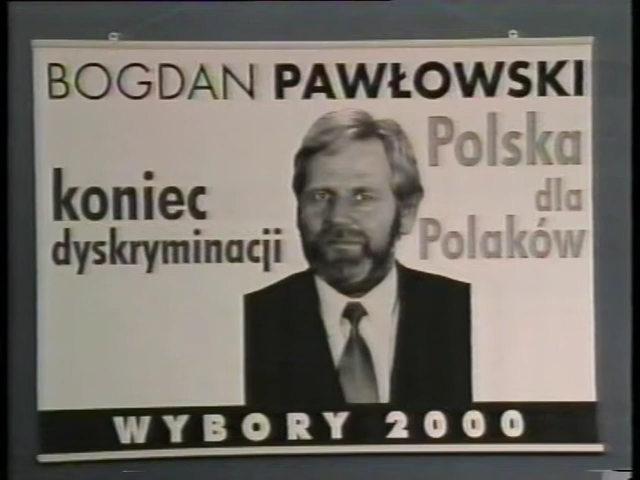 BOGDAN PAWŁOWSKI
koniec
dyskryminacji
Polska
dla
Polaków
WYBORY 2000